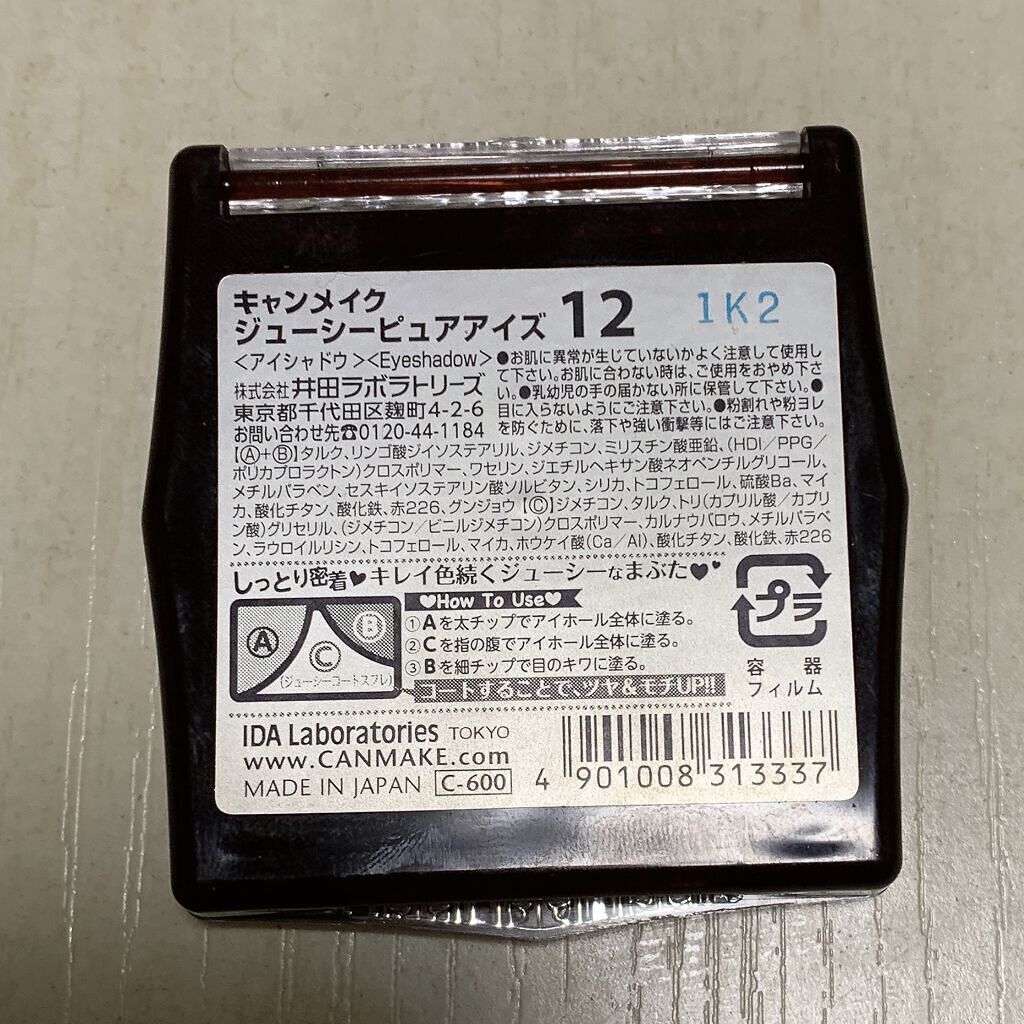 キャンメイク
ジューシーピュアアイズ 12 1K2
＜アイシャドウ＞＜Eyeshadow＞
株式会社 井田ラボラトリーズ
東京都千代田区麹町4-2-6
お問い合わせ先☎0120-44-1184
●お肌に異常が生じていないかよく注意して使用し
て下さい。お肌に合わない時は、ご使用をおやめ下さ
い。●乳幼児の手の届かない所に保管して下さい。●
目に入らないようにご注意下さい。●粉割れや粉ヨレ
を防ぐために、落下や強い衝撃等にはご注意下さい。
【Ⓐ+Ⓑ】タルク、リンゴ酸ジイソステアリル、ジメチコン、ミリスチン酸亜鉛、(HDI／PPG／
ポリカプロラクトン)クロスポリマー、ワセリン、ジエチルヘキサン酸ネオペンチルグリコール、
メチルパラベン、セスキイソステアリン酸ソルビタン、シリカ、トコフェロール、硫酸Ba、マイ
カ、酸化チタン、酸化鉄、赤226、グンジョウ【Ⓒ】ジメチコン、タルク、トリ(カプリル酸／カプリ
ン酸)グリセリル、(ジメチコン／ビニルジメチコン)クロスポリマー、カルナウバロウ、メチルパラベ
ン、ラウロイルリシン、トコフェロール、マイカ、ホウケイ酸(Ca／Al)、酸化チタン、酸化鉄、赤226
しっとり密着♥キレイ色続くジューシーなまぶた♥♥
A
B
C
(ジューシーコートスフレ)
♥How To Use♥
①Aを太チップでアイホール全体に塗る。
②Cを指の腹でアイホール全体に塗る。
③Bを細チップで目のキワに塗る。
コートすることで、ツヤ&モチUP!!
プラ
容器
フィルム
IDA Laboratories TOKYO
www.CANMAKE.com
MADE IN JAPAN C-600
4 901008 313337